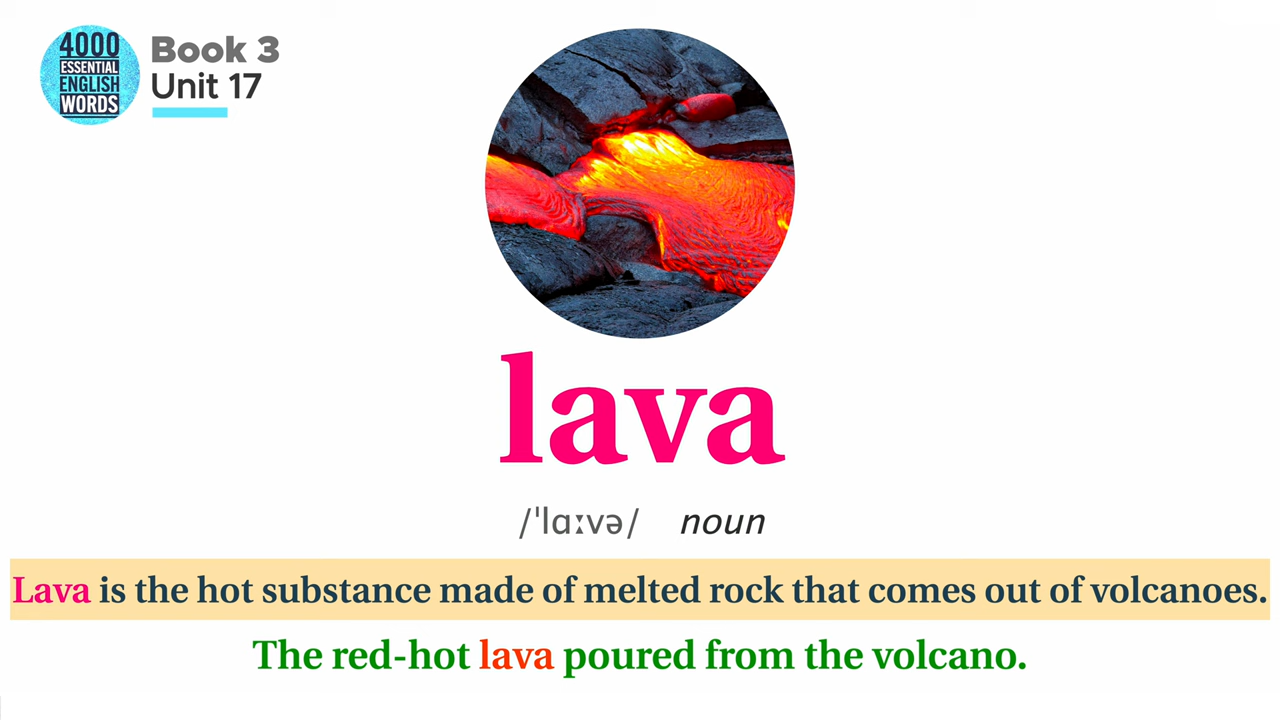 4000
ESSENTIAL
ENGLISH
WORDS
Book 3
Unit 17
lava
/ˈlɑːvə/ noun
Lava is the hot substance made of melted rock that comes out of volcanoes.
The red-hot lava poured from the volcano.